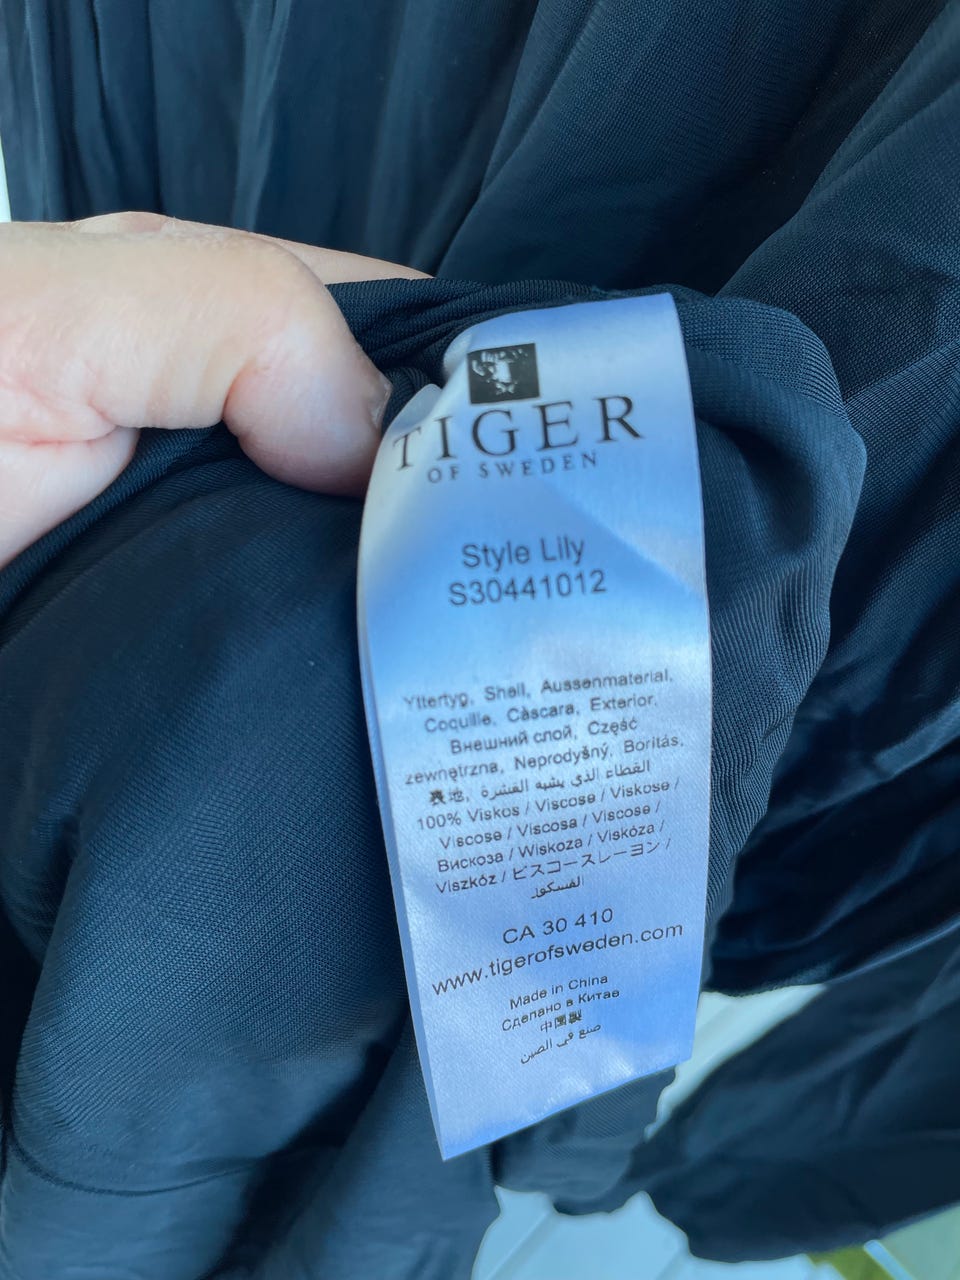 TIGER
OF SWEDEN
Style Lily
S30441012
Yttertyg, Shell, Aussenmaterial,
Coquille, Càscara, Exterior,
Внешний слой, Część
zewnętrzna, Neprodyšný, Borítás,
表地, الغطاء الذي يشبه القشرة
100% Viskos / Viscose / Viskose /
Viscose / Viscosa / Viscose /
Вискоза / Wiskoza / Viskóza /
Viszkóz / ビスコースレーヨン /
الفسكوز
CA 30 410
www.tigerofsweden.com
Made in China
Сделано в Китае
中国製
صنع في الصين